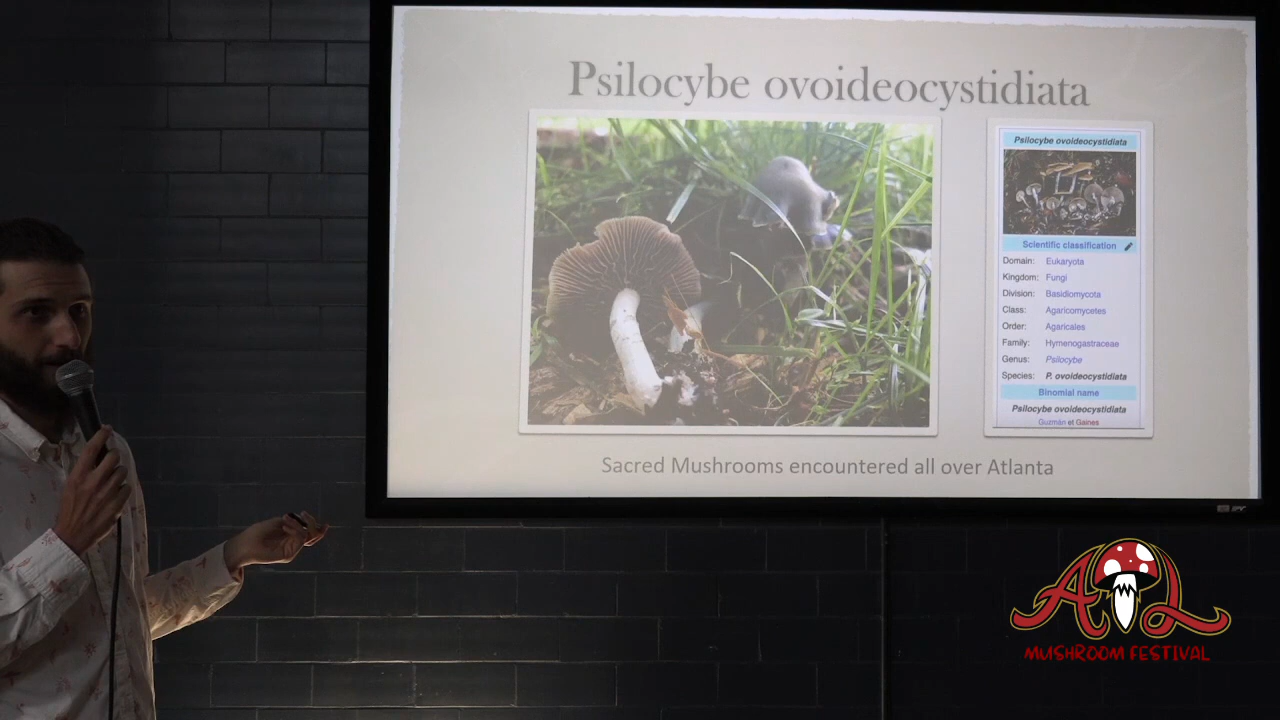 Psilocybe ovoideocystidiata
Psilocybe ovoideocystidiata
Scientific classification
Domain: Eukaryota
Kingdom: Fungi
Division: Basidiomycota
Class: Agaricomycetes
Order: Agaricales
Family: Hymenogastraceae
Genus: Psilocybe
Species: P. ovoideocystidiata
Binomial name
Psilocybe ovoideocystidiata
Guzmán et Gaines
Sacred Mushrooms encountered all over Atlanta
ATL
MUSHROOM FESTIVAL